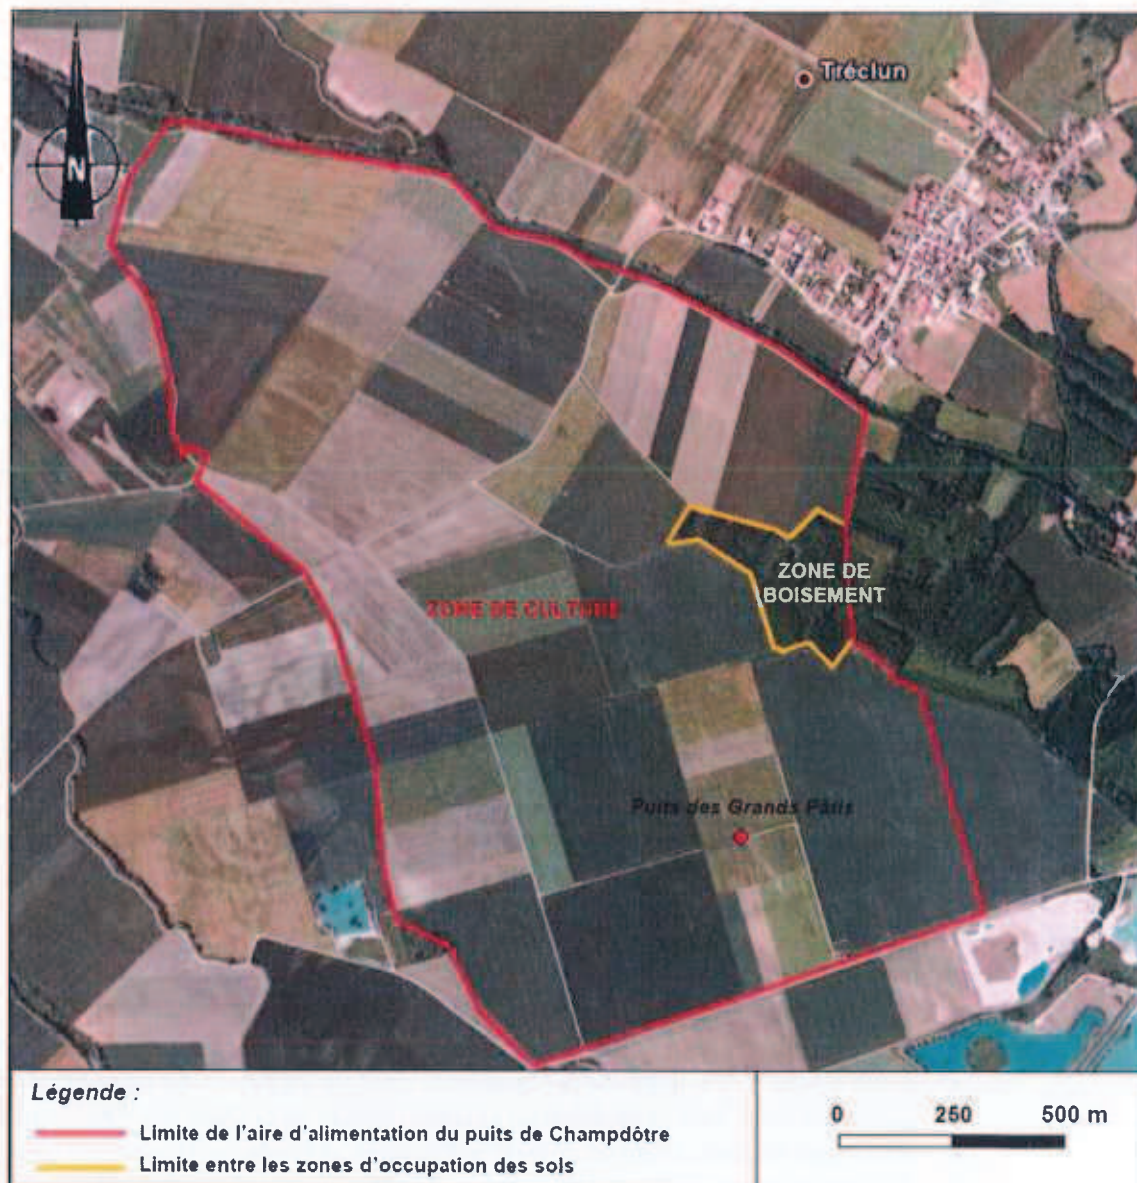 Tréclun
N
ZONE DE
BOISEMENT
ZONE DE CULTURE
Puits des Grands Pâtis
Légende :
Limite de l'aire d'alimentation du puits de Champdôtre
Limite entre les zones d'occupation des sols
0 250 500 m